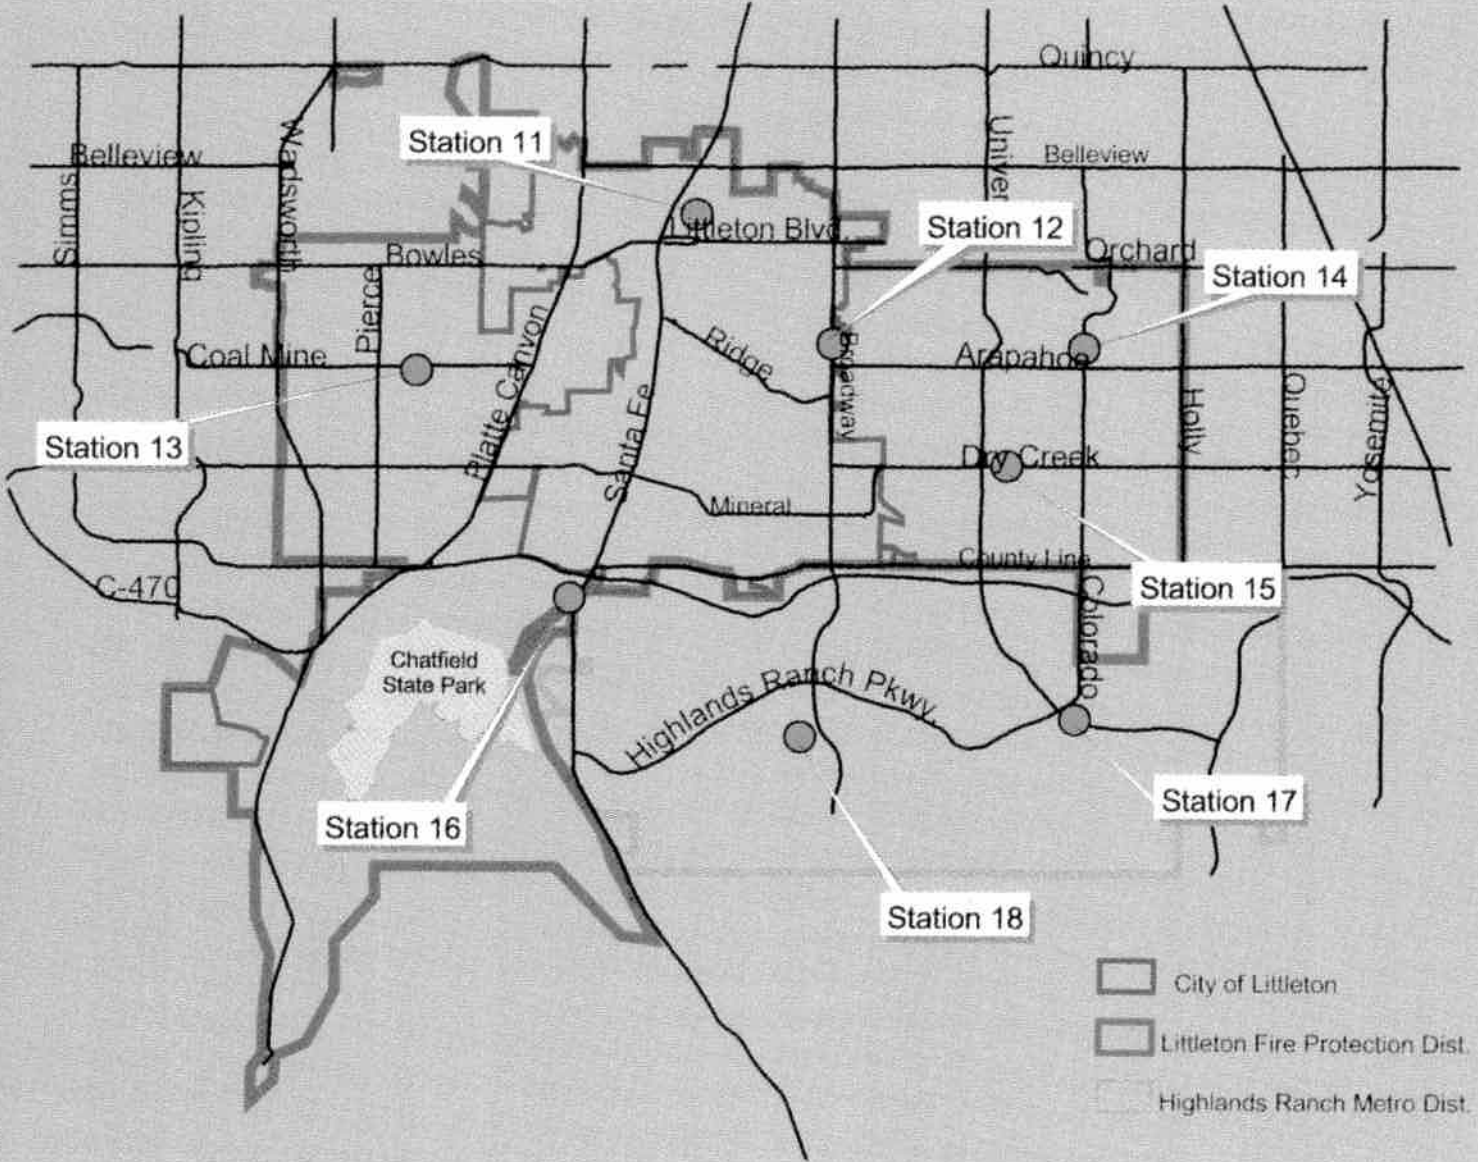 Quincy
Station 11
Belleview
Wadsworth
Univer
Belleview
Simms
Kipling
Littleton Blvd.
Station 12
Bowles
Orchard
Station 14
Pierce
Coal Mine
Platte Canyon
Ridge
Broadway
Arapahoe
Holly
Quebec
Yosemite
Santa Fe
Station 13
Dry Creek
Mineral
County Line
C-470
Station 15
Colorado
Chatfield
State Park
Highlands Ranch Pkwy.
Station 16
Station 17
Station 18
City of Littleton
Littleton Fire Protection Dist.
Highlands Ranch Metro Dist.